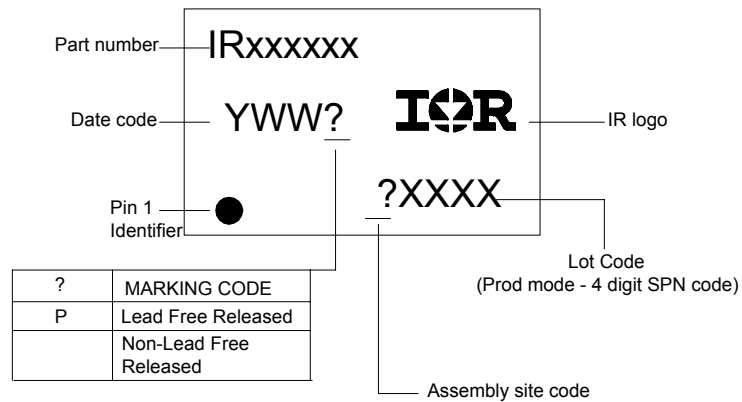 Part number
IRxxxxxx
Date code
YWW?
IOR
IR logo
?XXXX
Pin 1
Identifier
Lot Code
(Prod mode - 4 digit SPN code)
? MARKING CODE
P Lead Free Released
Non-Lead Free
Released
Assembly site code